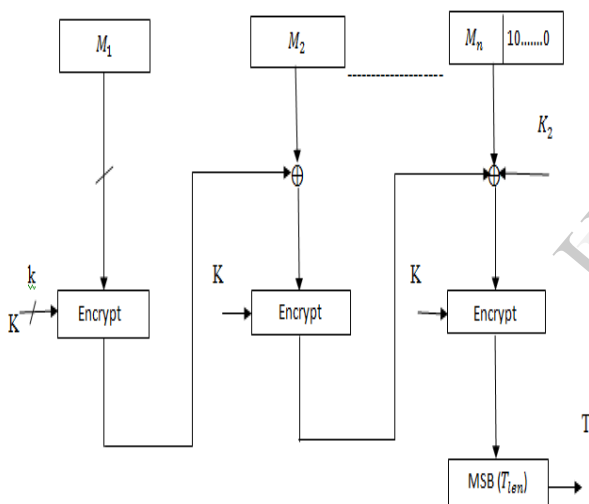 M₁
M₂
Mₙ 10.......0
K₂
k
K
K
K
Encrypt
Encrypt
Encrypt
T
MSB (Tₗₑₙ)